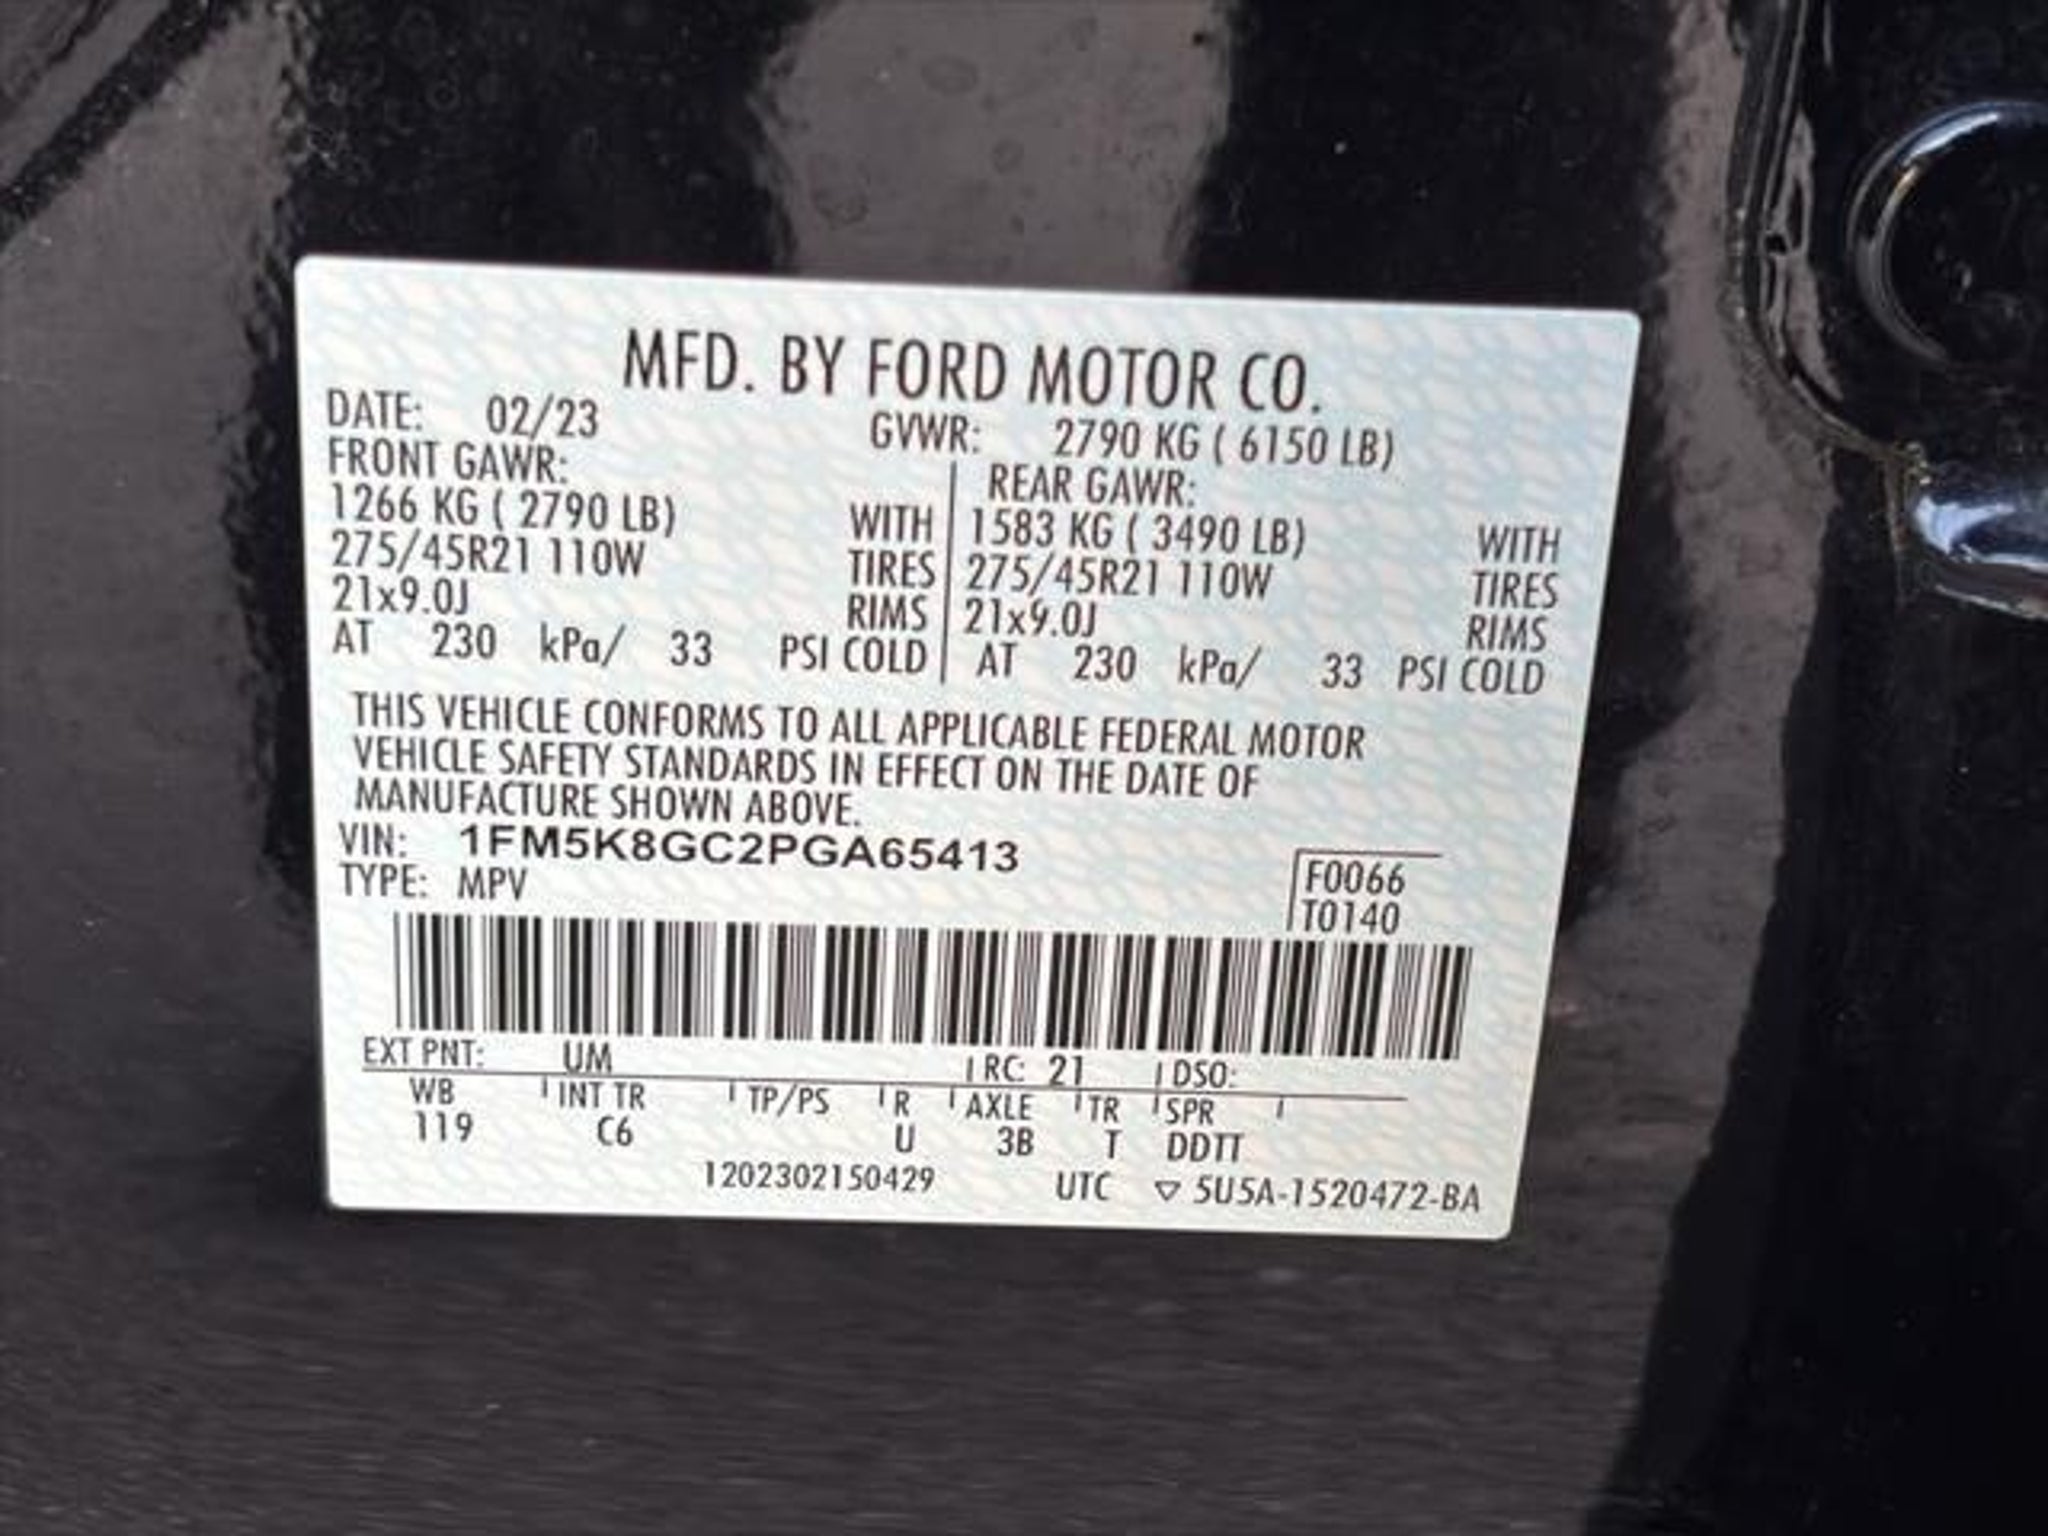 MFD. BY FORD MOTOR CO.
DATE: 02/23 GVWR: 2790 KG ( 6150 LB)
FRONT GAWR: REAR GAWR:
1266 KG ( 2790 LB) WITH 1583 KG ( 3490 LB) WITH
275/45R21 110W TIRES 275/45R21 110W TIRES
21x9.0J RIMS 21x9.0J RIMS
AT 230 kPa/ 33 PSI COLD AT 230 kPa/ 33 PSI COLD
THIS VEHICLE CONFORMS TO ALL APPLICABLE FEDERAL MOTOR
VEHICLE SAFETY STANDARDS IN EFFECT ON THE DATE OF
MANUFACTURE SHOWN ABOVE.
VIN: 1FM5K8GC2PGA65413
TYPE: MPV
F0066
T0140
EXT PNT: UM RC: 21 DSO:
WB INT TR TP/PS R AXLE TR SPR
119 C6 U 3B T DDTT
1202302150429 UTC ▽ 5U5A-1520472-BA